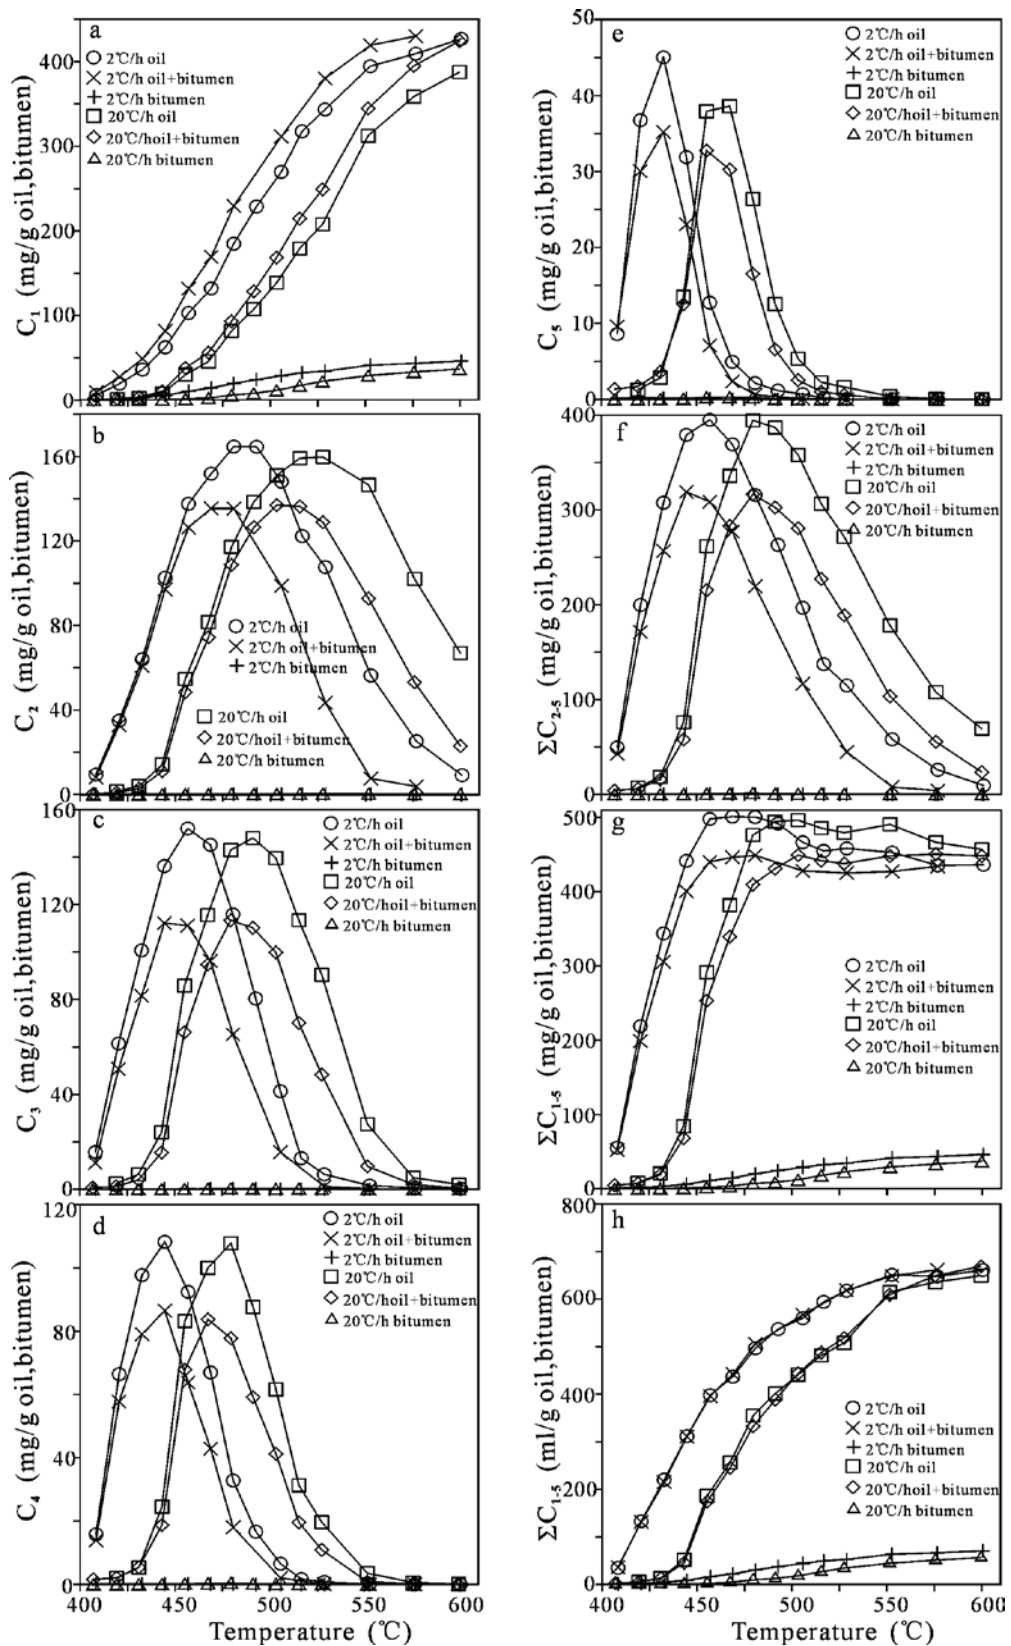 a
400
300
200
100
0
C1 (mg/g oil,bitumen)
2℃/h oil
2℃/h oil+bitumen
2℃/h bitumen
20℃/h oil
20℃/hoil+bitumen
20℃/h bitumen
b
160
120
80
40
0
C2 (mg/g oil,bitumen)
2℃/h oil
2℃/h oil+bitumen
2℃/h bitumen
20℃/h oil
20℃/hoil+bitumen
20℃/h bitumen
c
160
120
80
40
0
C3 (mg/g oil,bitumen)
2℃/h oil
2℃/h oil+bitumen
2℃/h bitumen
20℃/h oil
20℃/hoil+bitumen
20℃/h bitumen
d
120
80
40
0
C4 (mg/g oil,bitumen)
2℃/h oil
2℃/h oil+bitumen
2℃/h bitumen
20℃/h oil
20℃/hoil+bitumen
20℃/h bitumen
400 450 500 550 600
Temperature (℃)
e
50
40
30
20
10
0
C5 (mg/g oil,bitumen)
2℃/h oil
2℃/h oil+bitumen
2℃/h bitumen
20℃/h oil
20℃/hoil+bitumen
20℃/h bitumen
f
400
300
200
100
0
ΣC2-5 (mg/g oil,bitumen)
2℃/h oil
2℃/h oil+bitumen
2℃/h bitumen
20℃/h oil
20℃/hoil+bitumen
20℃/h bitumen
g
500
400
300
200
100
0
ΣC1-5 (mg/g oil,bitumen)
2℃/h oil
2℃/h oil+bitumen
2℃/h bitumen
20℃/h oil
20℃/hoil+bitumen
20℃/h bitumen
h
800
600
400
200
0
ΣC1-5 (ml/g oil,bitumen)
2℃/h oil
2℃/h oil+bitumen
2℃/h bitumen
20℃/h oil
20℃/hoil+bitumen
20℃/h bitumen
400 450 500 550 600
Temperature (℃)